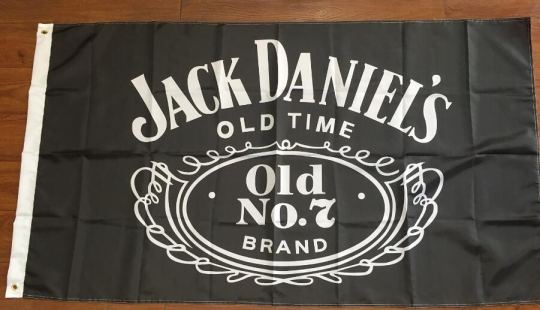 JACK DANIEL'S
OLD TIME
Old
No.7
BRAND